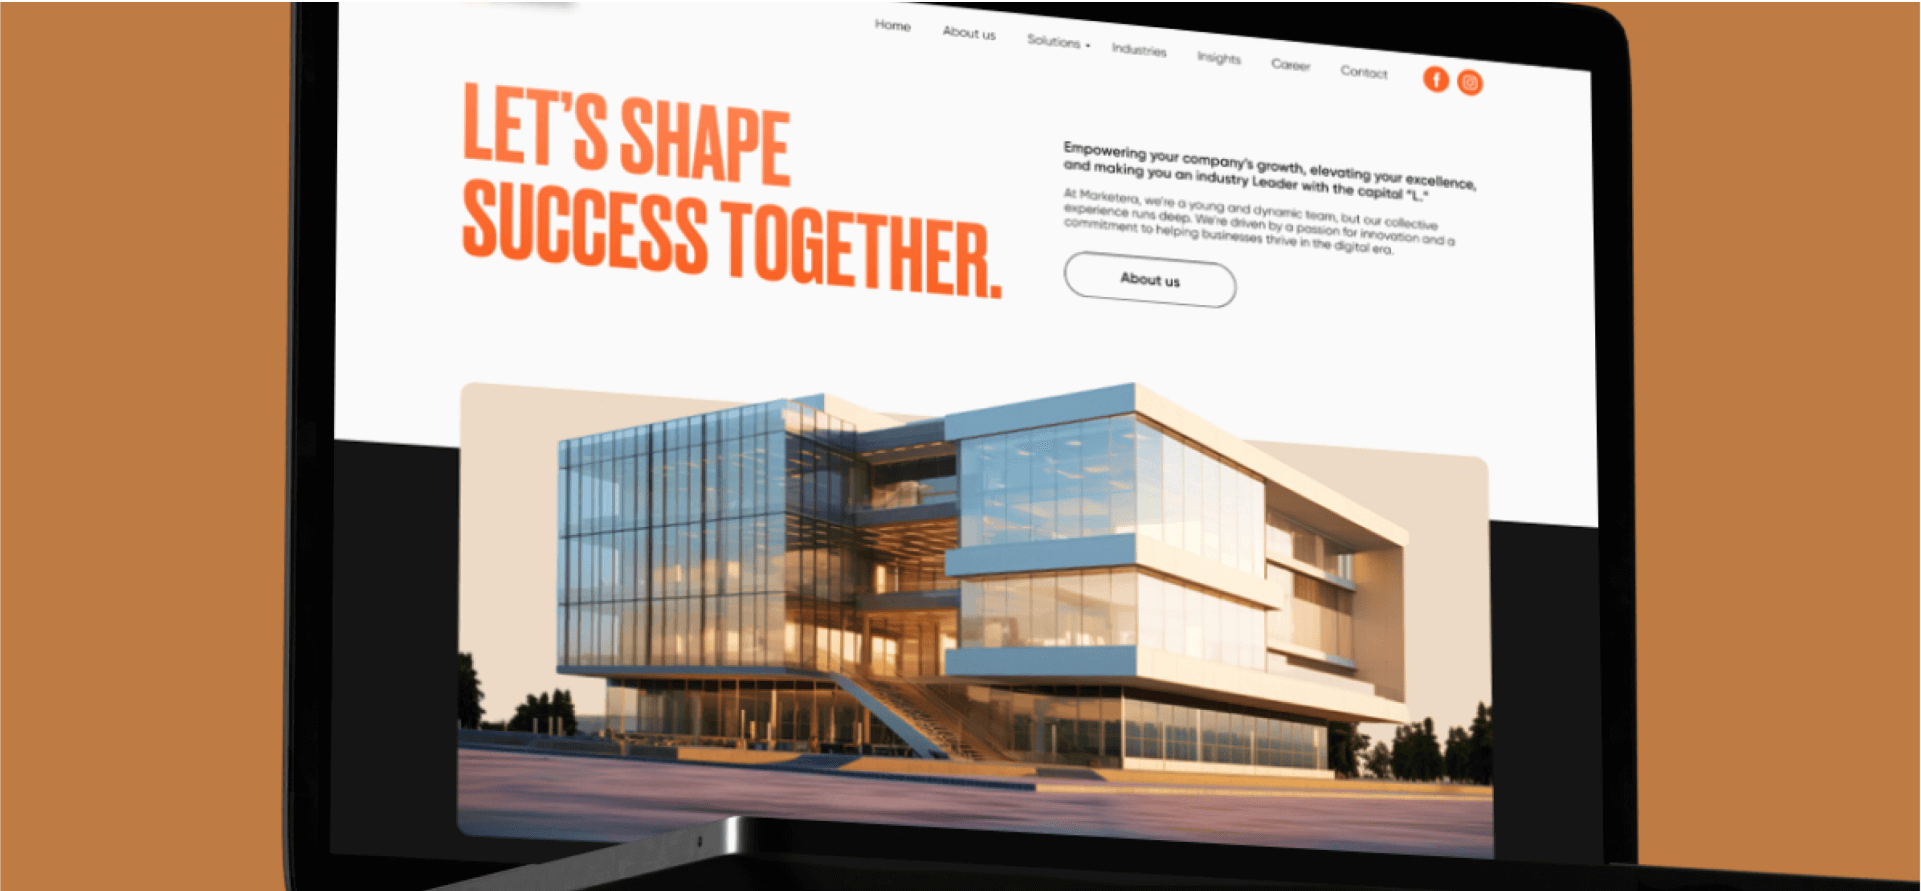 Home About us Solutions Industries Insights Career Contact
LET'S SHAPE
SUCCESS TOGETHER.
Empowering your company's growth, elevating your excellence,
and making you an industry Leader with the capital "L."
At Marketera, we're a young and dynamic team, but our collective
experience runs deep. We're driven by a passion for innovation and a
commitment to helping businesses thrive in the digital era.
About us